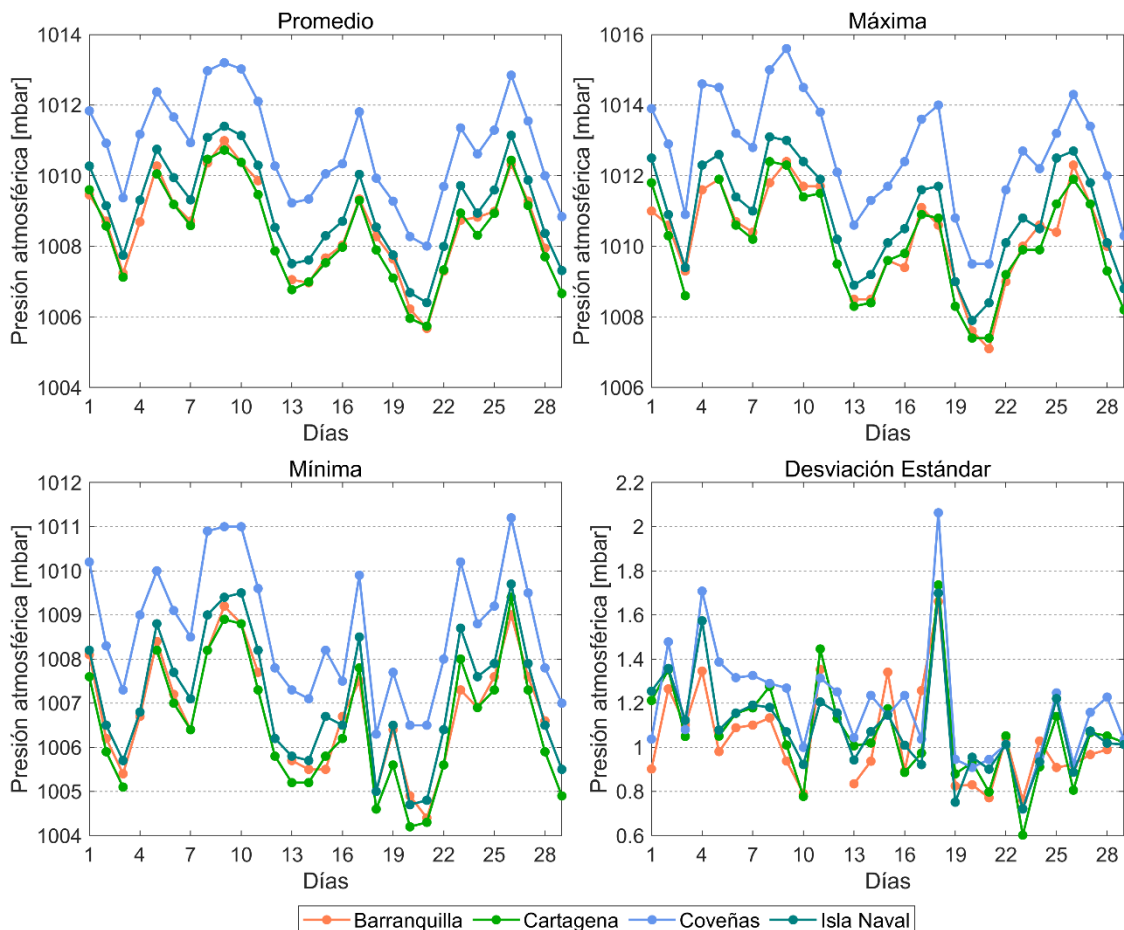 Promedio
Presión atmosférica [mbar]
1014
1012
1010
1008
1006
1004
1 4 7 10 13 16 19 22 25 28
Días
Máxima
Presión atmosférica [mbar]
1016
1014
1012
1010
1008
1006
1 4 7 10 13 16 19 22 25 28
Días
Mínima
Presión atmosférica [mbar]
1012
1011
1010
1009
1008
1007
1006
1005
1004
1 4 7 10 13 16 19 22 25 28
Días
Desviación Estándar
Presión atmosférica [mbar]
2.2
2
1.8
1.6
1.4
1.2
1
0.8
0.6
1 4 7 10 13 16 19 22 25 28
Días
Barranquilla Cartagena Coveñas Isla Naval